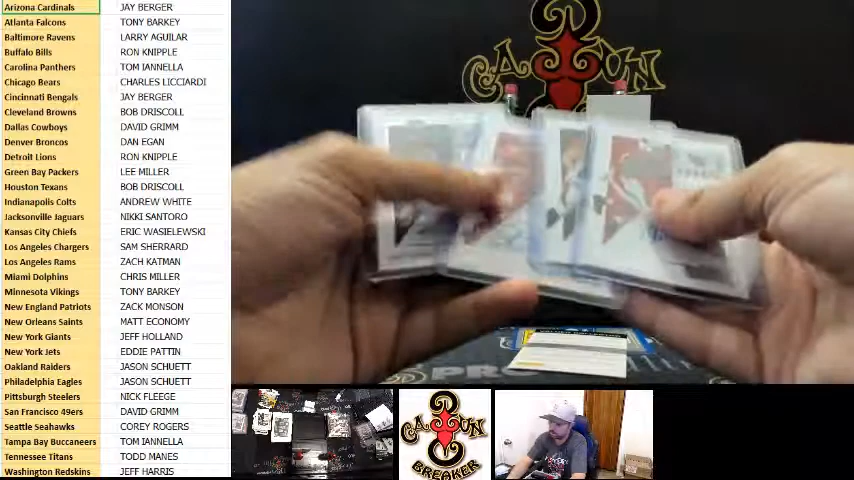 Arizona Cardinals JAY BERGER
Atlanta Falcons TONY BARKEY
Baltimore Ravens LARRY AGUILAR
Buffalo Bills RON KNIPPLE
Carolina Panthers TOM IANNELLA
Chicago Bears CHARLES LICCIARDI
Cincinnati Bengals JAY BERGER
Cleveland Browns BOB DRISCOLL
Dallas Cowboys DAVID GRIMM
Denver Broncos DAN EGAN
Detroit Lions RON KNIPPLE
Green Bay Packers LEE MILLER
Houston Texans BOB DRISCOLL
Indianapolis Colts ANDREW WHITE
Jacksonville Jaguars NIKKI SANTORO
Kansas City Chiefs ERIC WASIELEWSKI
Los Angeles Chargers SAM SHERRARD
Los Angeles Rams ZACH KATMAN
Miami Dolphins CHRIS MILLER
Minnesota Vikings TONY BARKEY
New England Patriots ZACK MONSON
New Orleans Saints MATT ECONOMY
New York Giants JEFF HOLLAND
New York Jets EDDIE PATTIN
Oakland Raiders JASON SCHUETT
Philadelphia Eagles JASON SCHUETT
Pittsburgh Steelers NICK FLEEGE
San Francisco 49ers DAVID GRIMM
Seattle Seahawks COREY ROGERS
Tampa Bay Buccaneers TOM IANNELLA
Tennessee Titans TODD MANES
Washington Redskins JEFF HARRIS
CAJUN
CAJUN
BREAKER